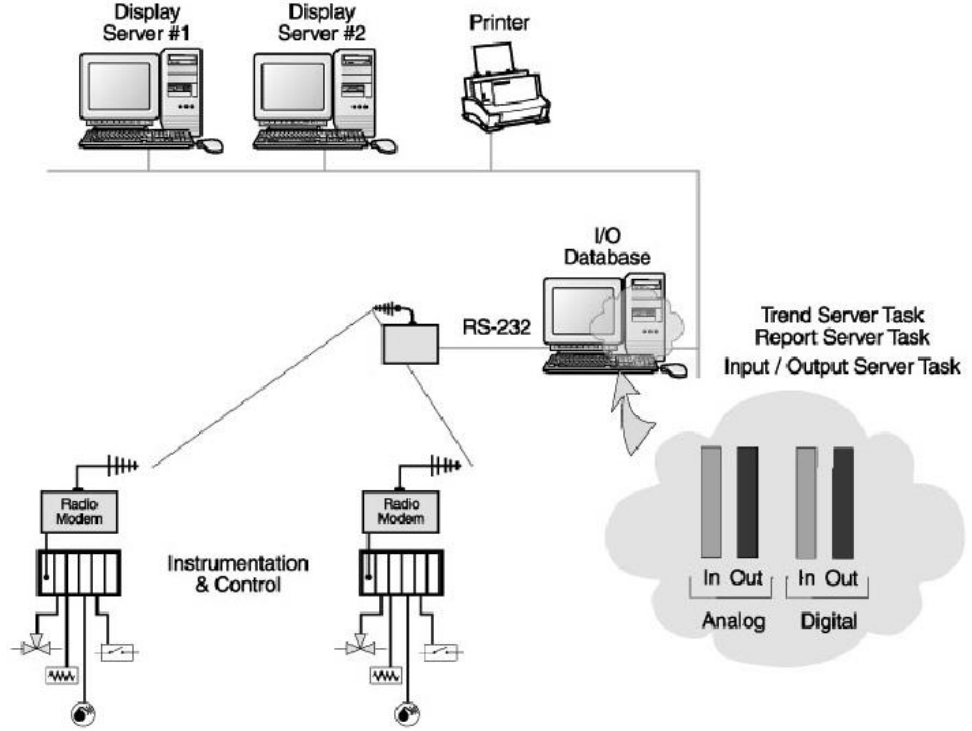 Display
Server #1
Display
Server #2
Printer
I/O
Database
RS-232
Trend Server Task
Report Server Task
Input / Output Server Task
Radio
Modem
Radio
Modem
Instrumentation
& Control
In Out
In Out
Analog
Digital